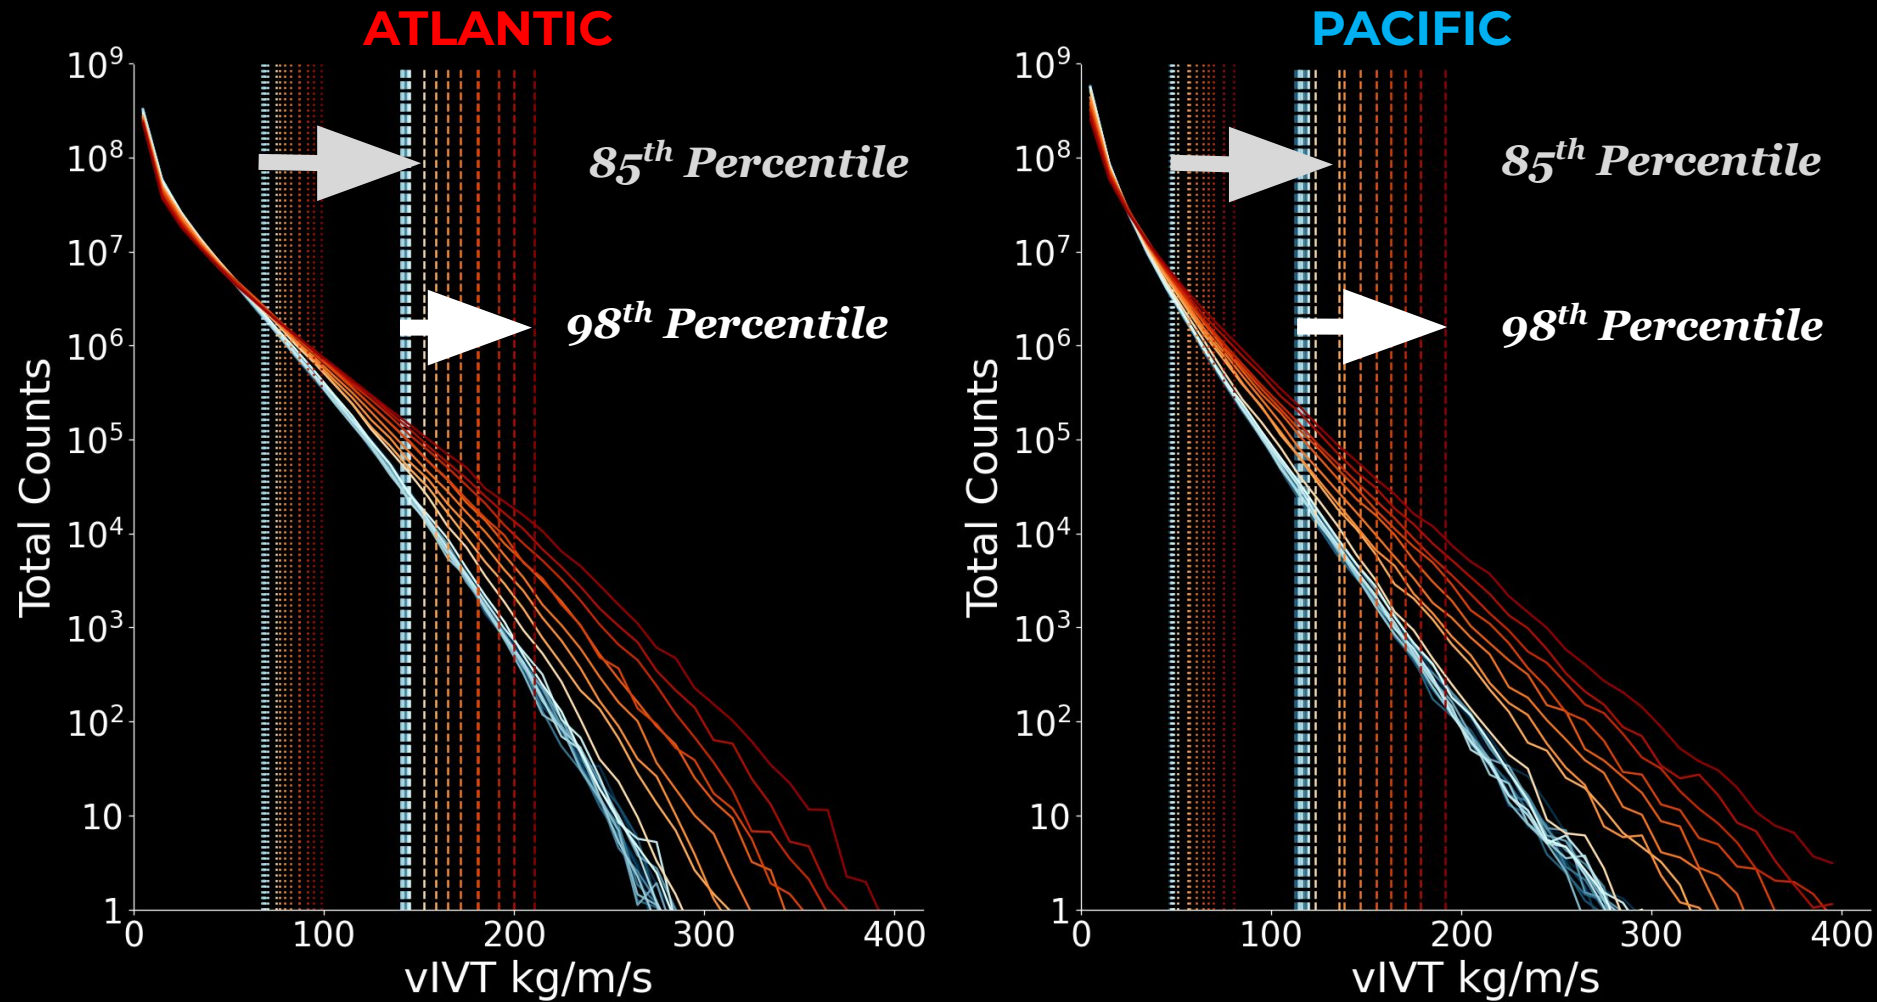 ATLANTIC
10⁹
10⁸
10⁷
10⁶
10⁵
10⁴
10³
10²
10
1
Total Counts
85th Percentile
98th Percentile
0 100 200 300 400
vIVT kg/m/s
PACIFIC
10⁹
10⁸
10⁷
10⁶
10⁵
10⁴
10³
10²
10
1
Total Counts
85th Percentile
98th Percentile
0 100 200 300 400
vIVT kg/m/s